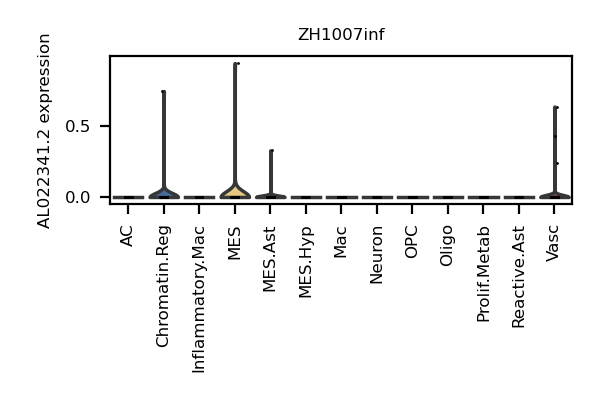 ZH1007inf
AL022341.2 expression
0.5
0.0
AC
Chromatin.Reg
Inflammatory.Mac
MES
MES.Ast
MES.Hyp
Mac
Neuron
OPC
Oligo
Prolif.Metab
Reactive.Ast
Vasc